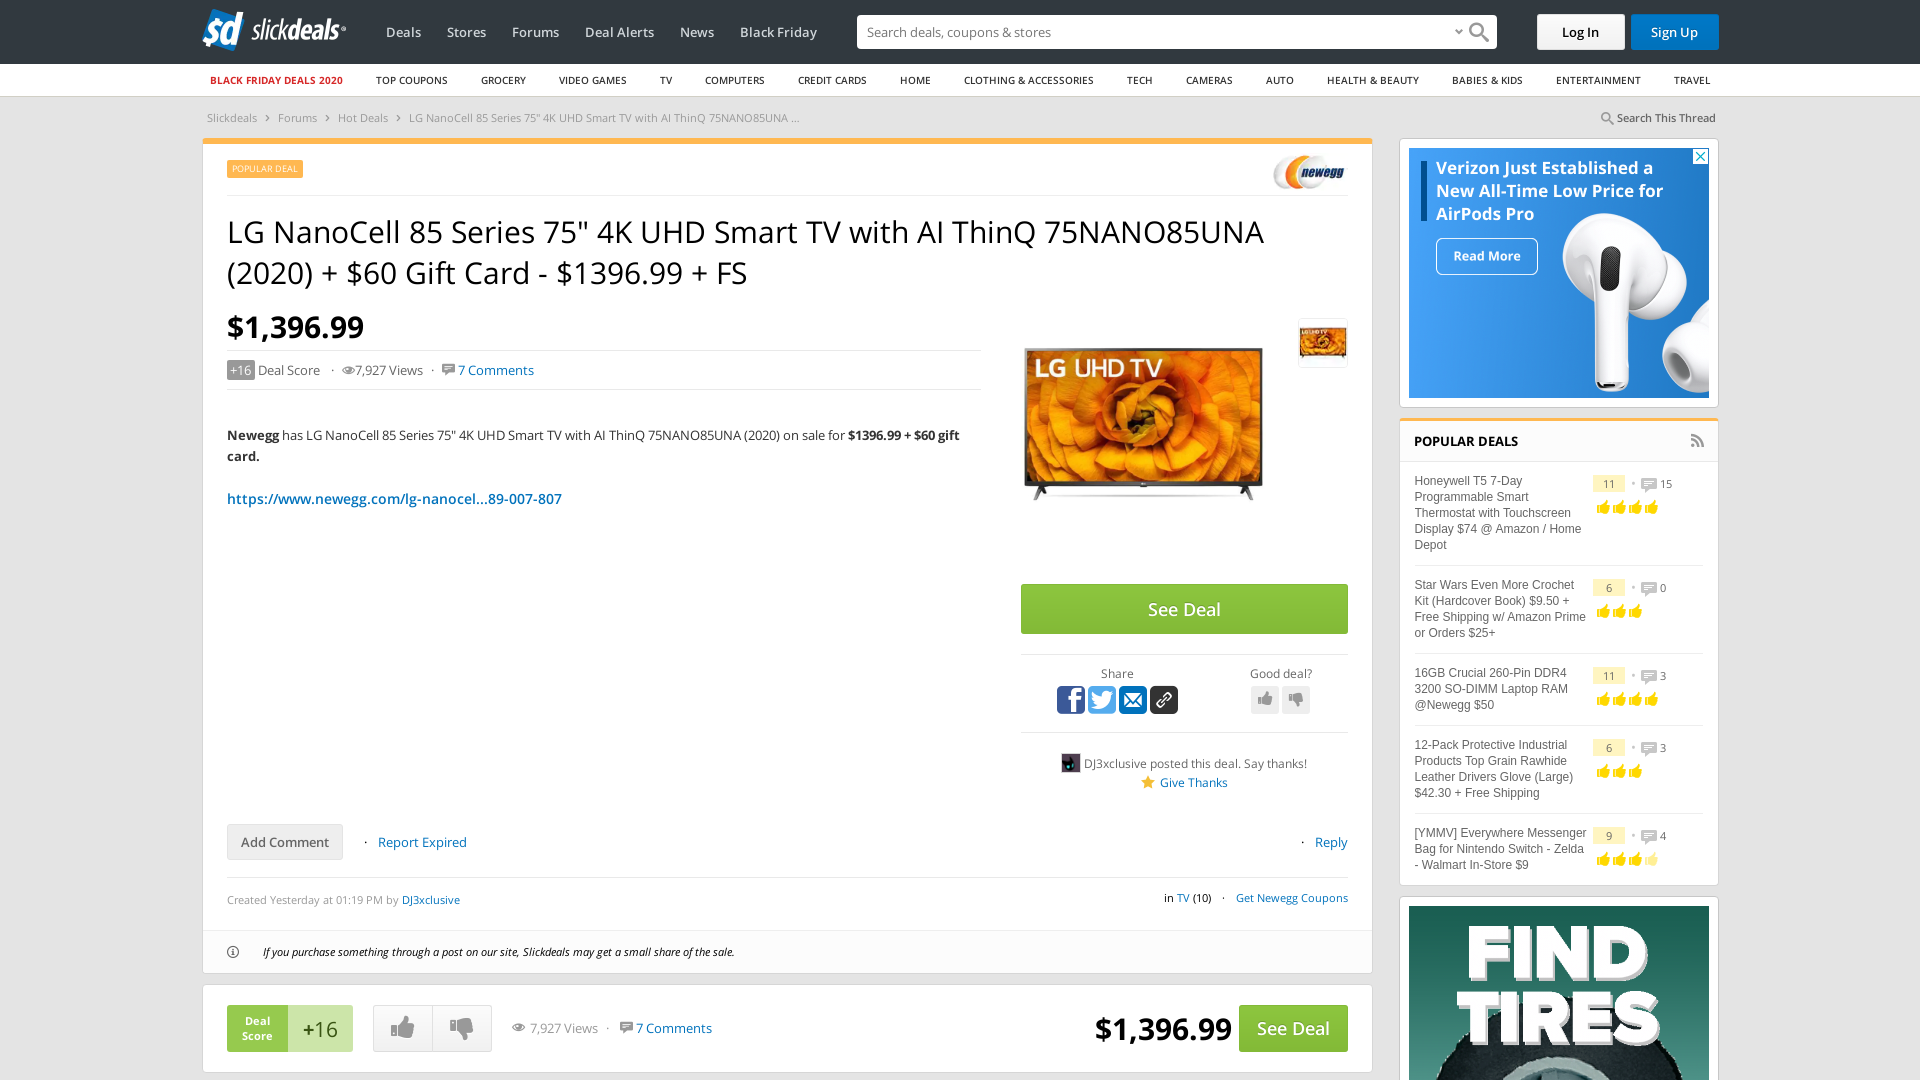 slickdeals
Deals
Stores
Forums
Deal Alerts
News
Black Friday
Search deals, coupons & stores
Log In
Sign Up
BLACK FRIDAY DEALS 2020
TOP COUPONS
GROCERY
VIDEO GAMES
TV
COMPUTERS
CREDIT CARDS
HOME
CLOTHING & ACCESSORIES
TECH
CAMERAS
AUTO
HEALTH & BEAUTY
BABIES & KIDS
ENTERTAINMENT
TRAVEL
Slickdeals › Forums › Hot Deals › LG NanoCell 85 Series 75" 4K UHD Smart TV with AI ThinQ 75NANO85UNA ...
Search This Thread
POPULAR DEAL
newegg
LG NanoCell 85 Series 75" 4K UHD Smart TV with AI ThinQ 75NANO85UNA
(2020) + $60 Gift Card - $1396.99 + FS
$1,396.99
+16 Deal Score · 7,927 Views · 7 Comments
Newegg has LG NanoCell 85 Series 75" 4K UHD Smart TV with AI ThinQ 75NANO85UNA (2020) on sale for $1396.99 + $60 gift
card.
https://www.newegg.com/lg-nanocel...89-007-807
LG UHD TV
LG UHD TV
See Deal
Share
Good deal?
DJ3xclusive posted this deal. Say thanks!
Give Thanks
Add Comment
· Report Expired
· Reply
Created Yesterday at 01:19 PM by DJ3xclusive
in TV (10) · Get Newegg Coupons
If you purchase something through a post on our site, Slickdeals may get a small share of the sale.
Deal
Score
+16
7,927 Views · 7 Comments
$1,396.99
See Deal
Verizon Just Established a
New All-Time Low Price for
AirPods Pro
Read More
POPULAR DEALS
Honeywell T5 7-Day
Programmable Smart
Thermostat with Touchscreen
Display $74 @ Amazon / Home
Depot
11 • 15
Star Wars Even More Crochet
Kit (Hardcover Book) $9.50 +
Free Shipping w/ Amazon Prime
or Orders $25+
6 • 0
16GB Crucial 260-Pin DDR4
3200 SO-DIMM Laptop RAM
@Newegg $50
11 • 3
12-Pack Protective Industrial
Products Top Grain Rawhide
Leather Drivers Glove (Large)
$42.30 + Free Shipping
6 • 3
[YMMV] Everywhere Messenger
Bag for Nintendo Switch - Zelda
- Walmart In-Store $9
9 • 4
FIND
TIRES